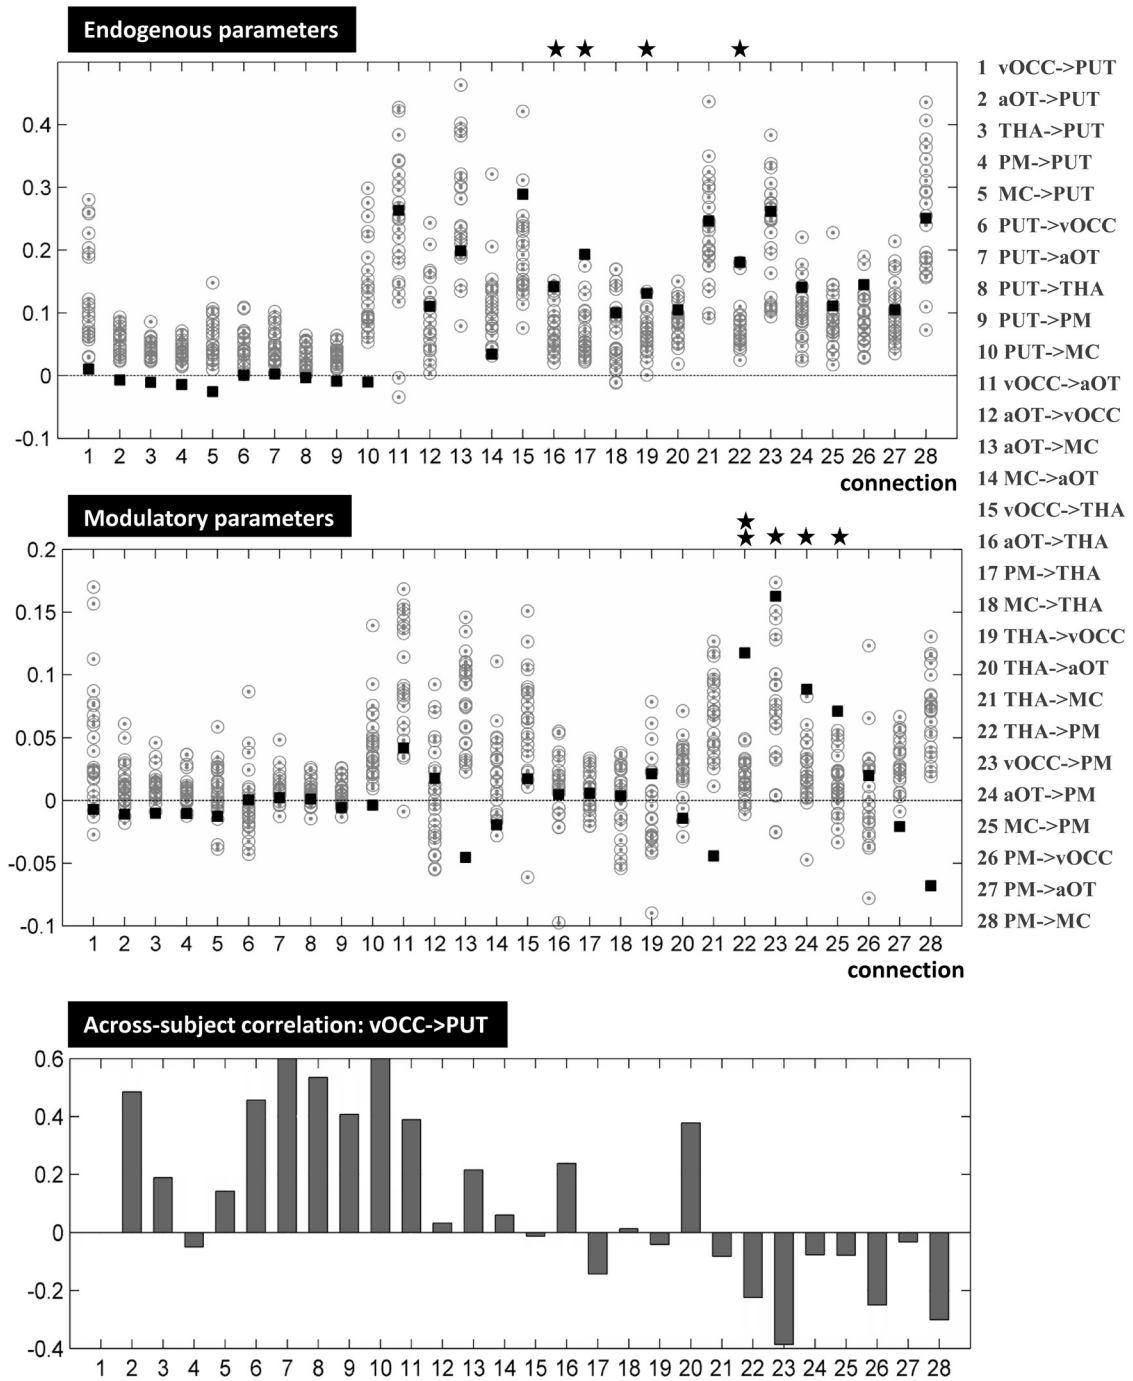 Endogenous parameters
★ ★ ★ ★
0.4
0.3
0.2
0.1
0
-0.1
1 2 3 4 5 6 7 8 9 10 11 12 13 14 15 16 17 18 19 20 21 22 23 24 25 26 27 28
connection
Modulatory parameters
★
★ ★ ★ ★
0.2
0.15
0.1
0.05
0
-0.05
-0.1
1 2 3 4 5 6 7 8 9 10 11 12 13 14 15 16 17 18 19 20 21 22 23 24 25 26 27 28
connection
Across-subject correlation: vOCC->PUT
0.6
0.4
0.2
0
-0.2
-0.4
1 2 3 4 5 6 7 8 9 10 11 12 13 14 15 16 17 18 19 20 21 22 23 24 25 26 27 28
1 vOCC->PUT
2 aOT->PUT
3 THA->PUT
4 PM->PUT
5 MC->PUT
6 PUT->vOCC
7 PUT->aOT
8 PUT->THA
9 PUT->PM
10 PUT->MC
11 vOCC->aOT
12 aOT->vOCC
13 aOT->MC
14 MC->aOT
15 vOCC->THA
16 aOT->THA
17 PM->THA
18 MC->THA
19 THA->vOCC
20 THA->aOT
21 THA->MC
22 THA->PM
23 vOCC->PM
24 aOT->PM
25 MC->PM
26 PM->vOCC
27 PM->aOT
28 PM->MC